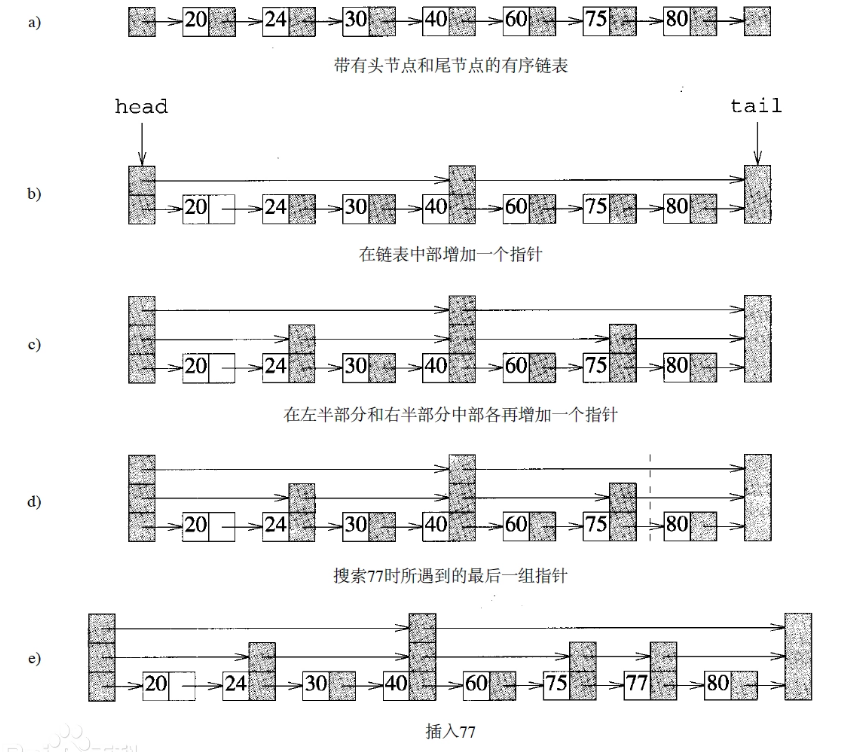 a) 20 24 30 40 60 75 80
带有头节点和尾节点的有序链表
head tail
b) 20 24 30 40 60 75 80
在链表中部增加一个指针
c) 20 24 30 40 60 75 80
在左半部分和右半部分中部各再增加一个指针
d) 20 24 30 40 60 75 80
搜索77时所遇到的最后一组指针
e) 20 24 30 40 60 75 77 80
插入77